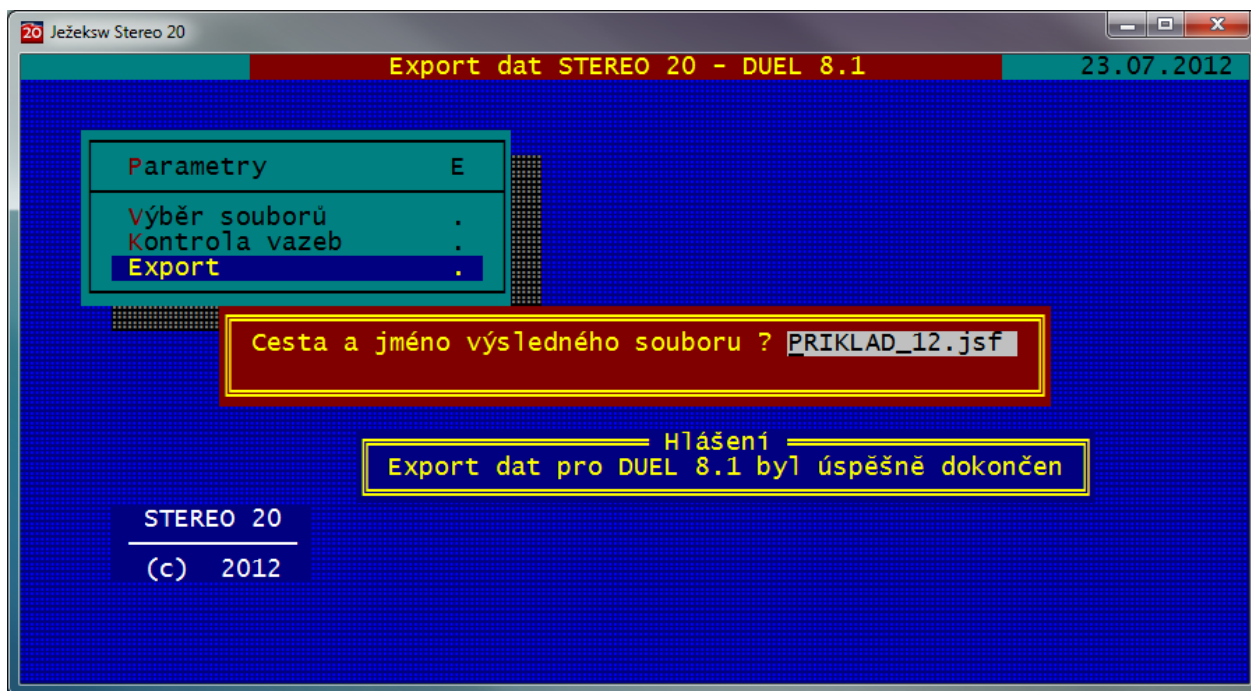 20 Ježeksw Stereo 20
Export dat STEREO 20 - DUEL 8.1 23.07.2012
Parametry E
Výběr souborů .
Kontrola vazeb .
Export .
Cesta a jméno výsledného souboru ? PRIKLAD_12.jsf
Hlášení
Export dat pro DUEL 8.1 byl úspěšně dokončen
STEREO 20
(c) 2012